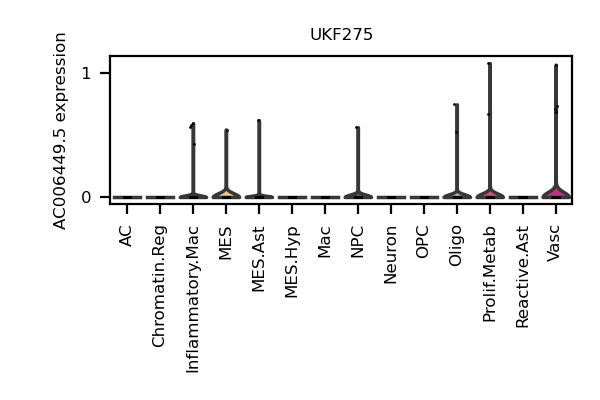 UKF275
AC006449.5 expression
1
0
AC
Chromatin.Reg
Inflammatory.Mac
MES
MES.Ast
MES.Hyp
Mac
NPC
Neuron
OPC
Oligo
Prolif.Metab
Reactive.Ast
Vasc